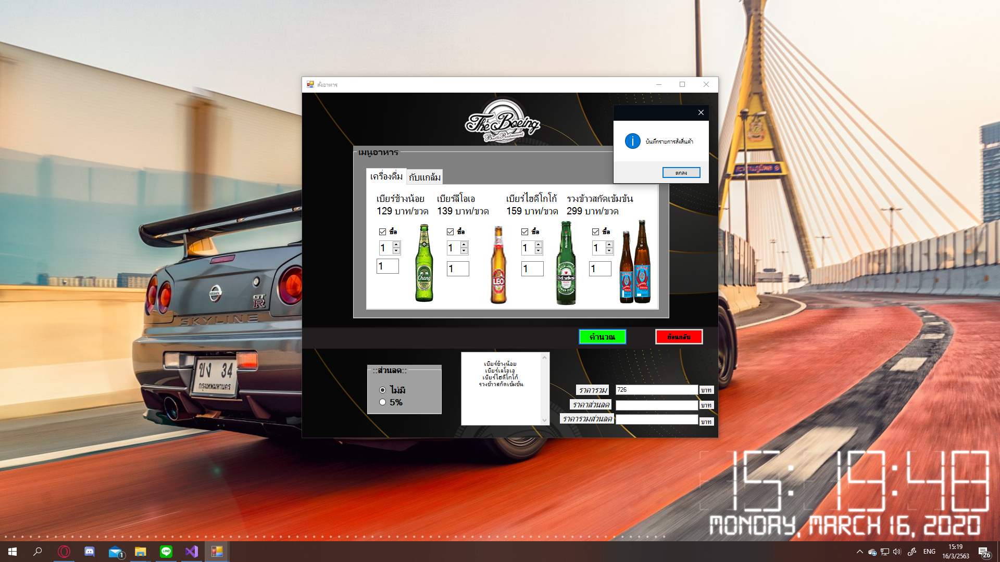 สั่งอาหาร
The Boeing
Bar & Restaurant
บันทึกรายการสั่งสินค้า
ตกลง
เมนูอาหาร
เครื่องดื่ม
กับแกล้ม
เบียร์ช้างน้อย
129 บาท/ขวด
เบียร์ลีโอเอ
139 บาท/ขวด
เบียร์ไฮดีโกโก้
159 บาท/ขวด
รวงข้าวสกัดเข้มข้น
299 บาท/ขวด
ซื้อ
ซื้อ
ซื้อ
ซื้อ
1
1
1
1
1
1
1
1
Chang
LEO
คำนวณ
ย้อนกลับ
::ส่วนลด::
ไม่มี
5%
เบียร์ช้างน้อย
เบียร์เลโอเอ
เบียร์ไฮดีโกโก้
รวงข้าวสกัดเข้มข้น
ราคารวม
726
บาท
ราคาส่วนลด
บาท
ราคารวมส่วนลด
บาท
NISSAN
GT
R
SKYLINE
ขง 34
กรุงเทพมหานคร
15:19:48
MONDAY, MARCH 16, 2020
1
LINE
ENG
15:19
16/3/2563
26